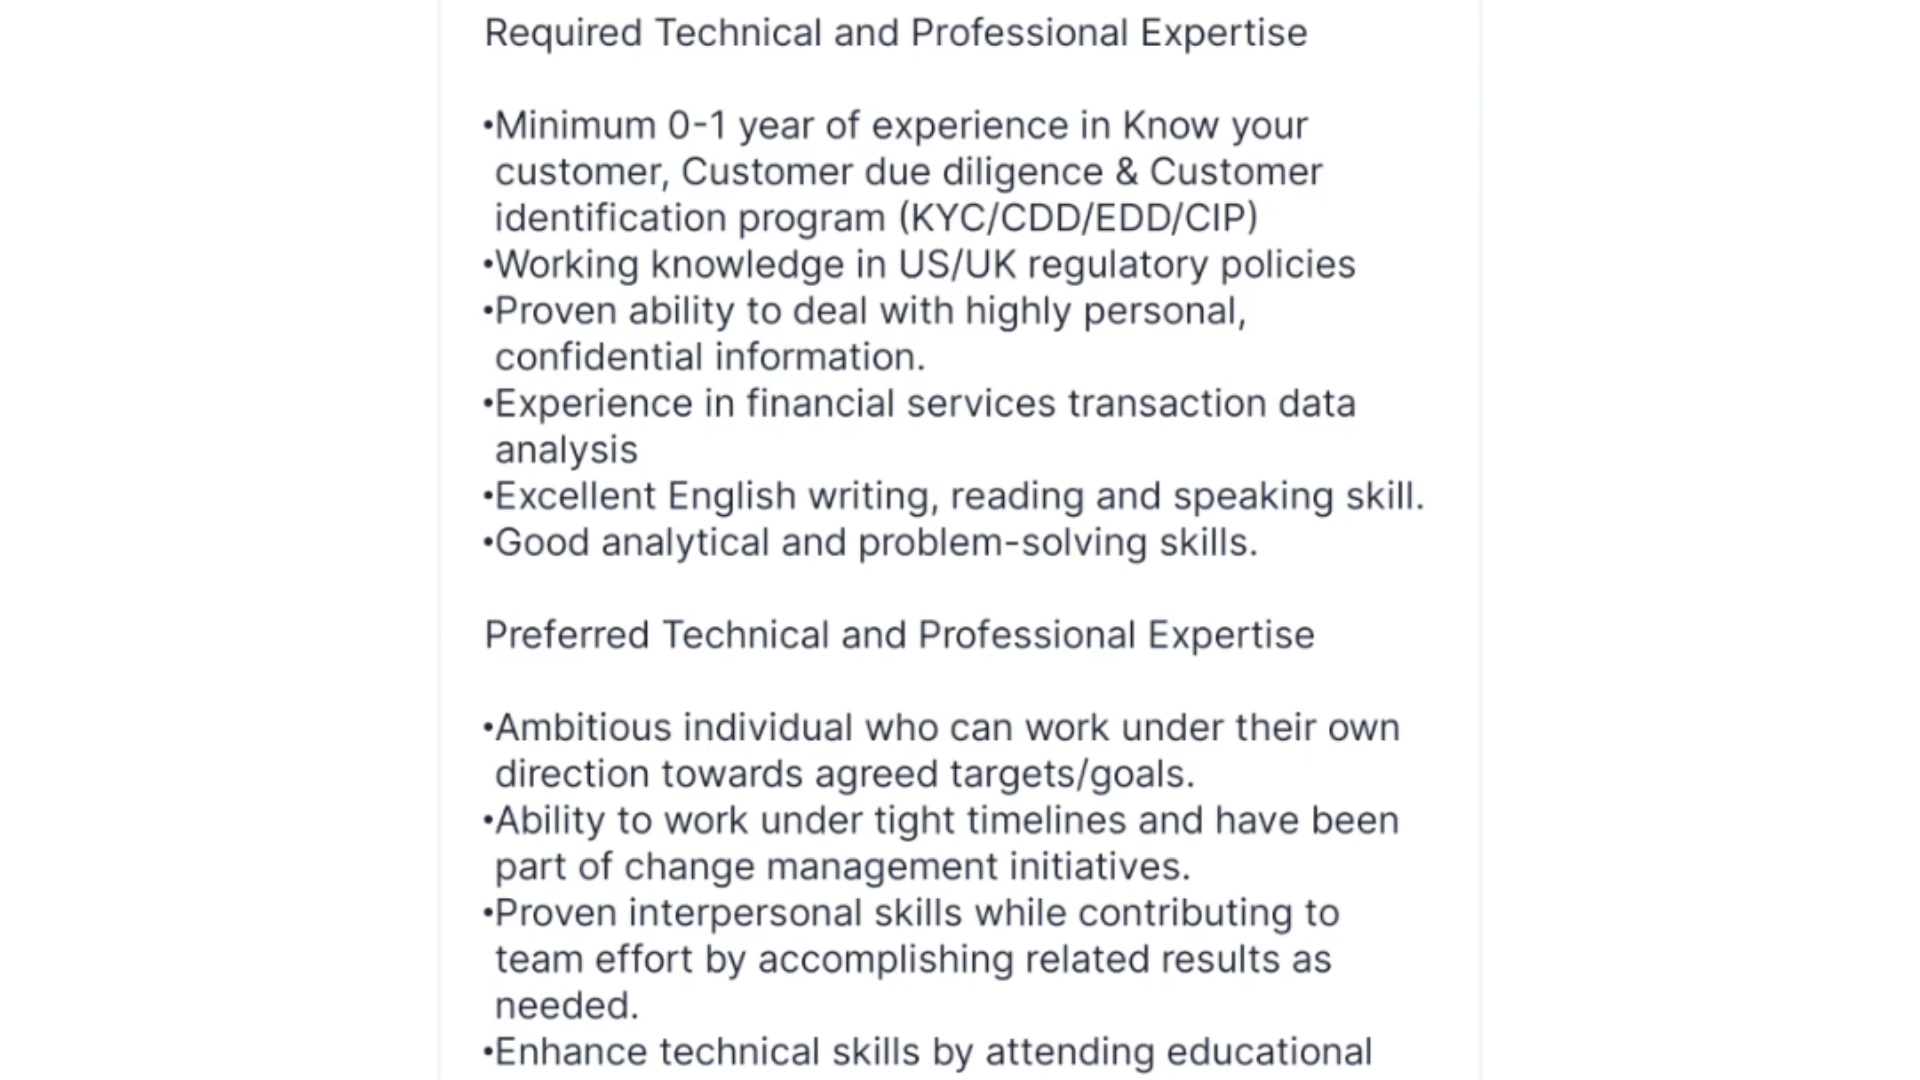 Required Technical and Professional Expertise
•Minimum 0-1 year of experience in Know your
customer, Customer due diligence & Customer
identification program (KYC/CDD/EDD/CIP)
•Working knowledge in US/UK regulatory policies
•Proven ability to deal with highly personal,
confidential information.
•Experience in financial services transaction data
analysis
•Excellent English writing, reading and speaking skill.
•Good analytical and problem-solving skills.
Preferred Technical and Professional Expertise
•Ambitious individual who can work under their own
direction towards agreed targets/goals.
•Ability to work under tight timelines and have been
part of change management initiatives.
•Proven interpersonal skills while contributing to
team effort by accomplishing related results as
needed.
•Enhance technical skills by attending educational